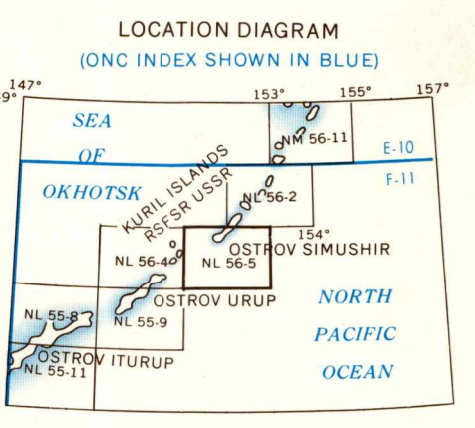 LOCATION DIAGRAM
(ONC INDEX SHOWN IN BLUE)
147°
153°
155°
157°
49°
SEA
OF
OKHOTSK
NM 56-11
E-10
F-11
KURIL ISLANDS
RSFSR USSR
NL 56-2
154°
OSTROV SIMUSHIR
NL 56-4
NL 56-5
OSTROV URUP
NORTH
PACIFIC
OCEAN
NL 55-8
NL 55-9
OSTROV ITURUP
NL 55-11